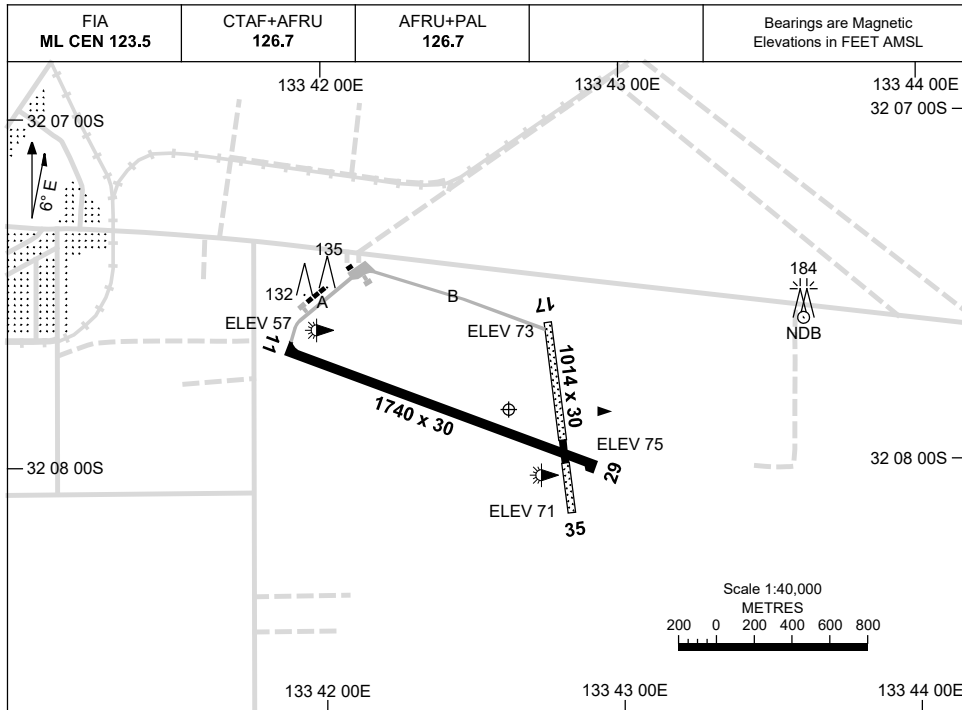 FIA
ML CEN 123.5
CTAF+AFRU
126.7
AFRU+PAL
126.7
Bearings are Magnetic
Elevations in FEET AMSL
133 42 00E
133 43 00E
133 44 00E
32 07 00S
32 07 00S
6° E
135
132
A
B
184
NDB
ELEV 57
ELEV 73
17
11
1014 x 30
1740 x 30
ELEV 75
32 08 00S
32 08 00S
29
ELEV 71
35
Scale 1:40,000
METRES
200 0 200 400 600 800
133 42 00E
133 43 00E
133 44 00E